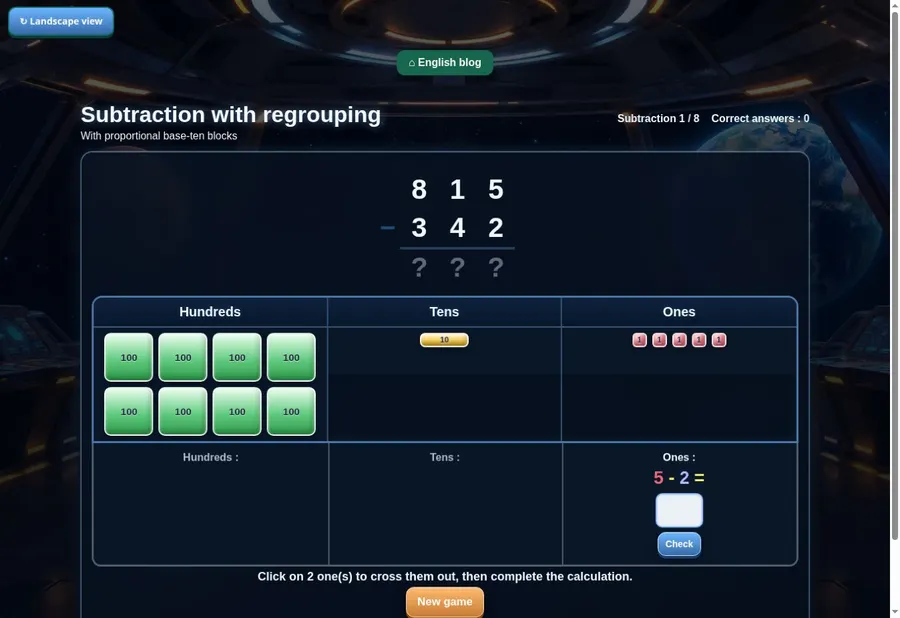 ↻ Landscape view
⌂ English blog
Subtraction with regrouping
With proportional base-ten blocks
Subtraction 1 / 8 Correct answers : 0
8 1 5
− 3 4 2
? ? ?
Hundreds Tens Ones
100 100 100 100
10
1 1 1 1 1
100 100 100 100
Hundreds : Tens : Ones :
5 - 2 =
Check
Click on 2 one(s) to cross them out, then complete the calculation.
New game